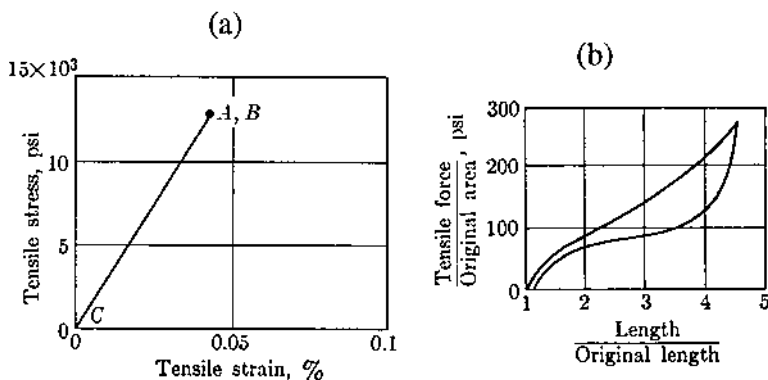 (a)
15×10³
10
5
0
Tensile stress, psi
A, B
C
0
0.05
0.1
Tensile strain, %
(b)
300
200
100
0
Tensile force
Original area, psi
1
2
3
4
5
Length
Original length